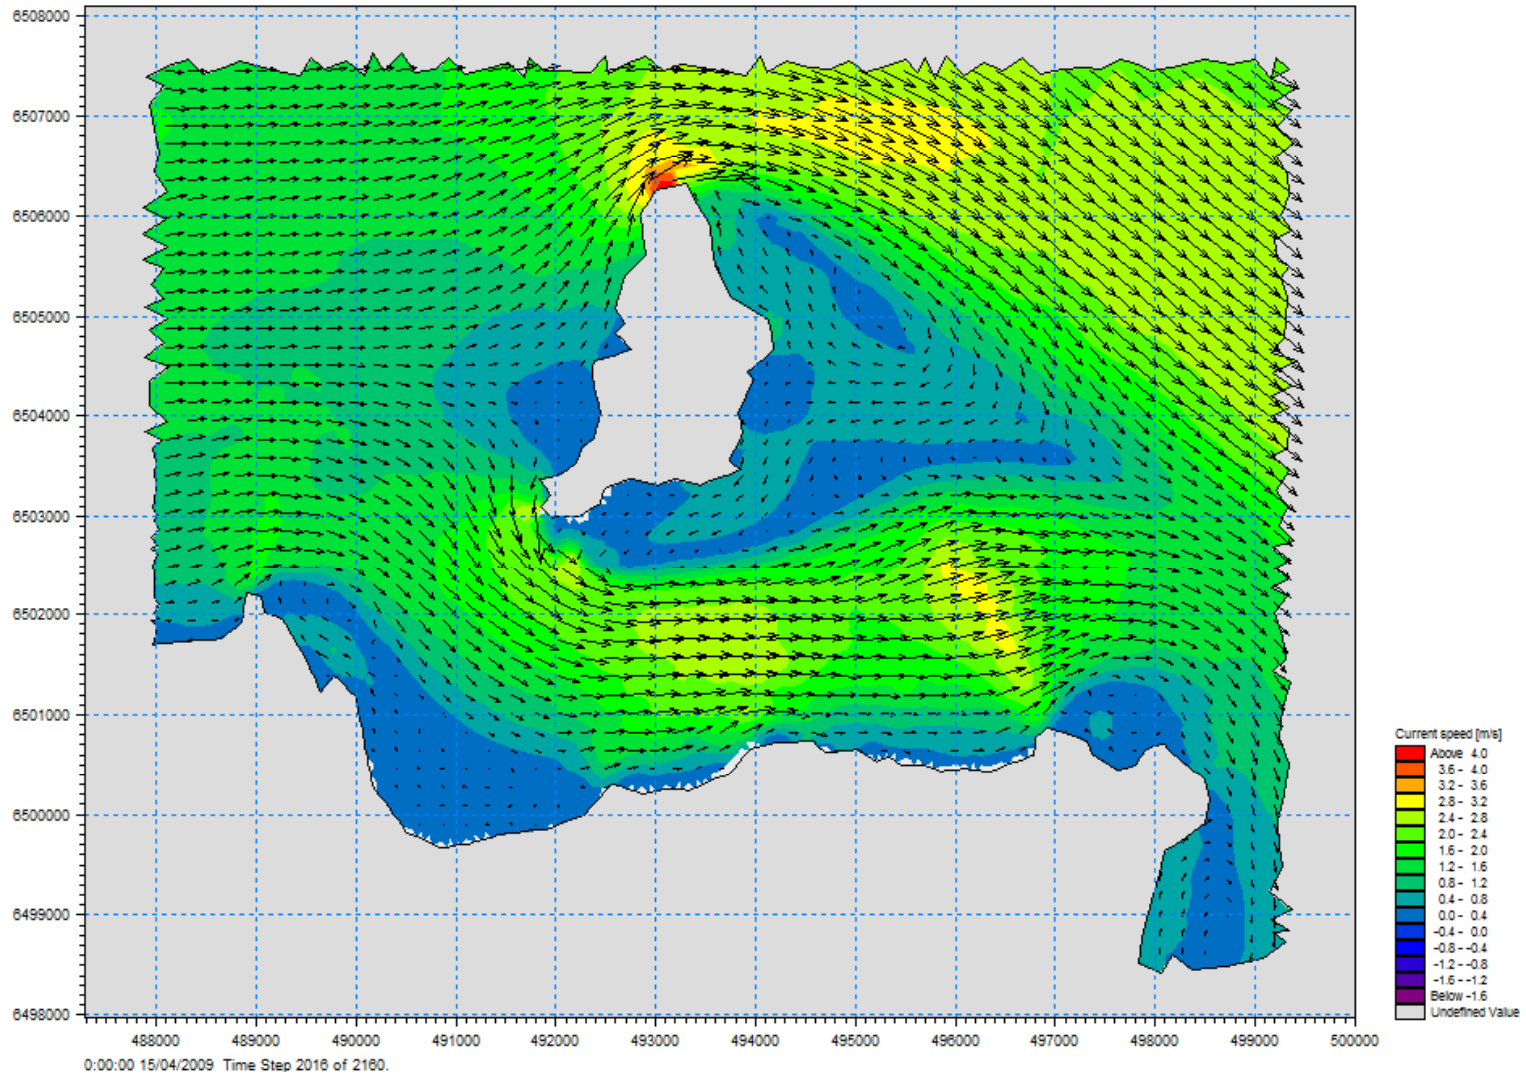 6508000
6507000
6506000
6505000
6504000
6503000
6502000
6501000
6500000
6499000
6498000
488000 489000 490000 491000 492000 493000 494000 495000 496000 497000 498000 499000 500000
0:00:00 15/04/2009 Time Step 2016 of 2160.
Current speed [m/s]
Above 4.0
3.6 - 4.0
3.2 - 3.6
2.8 - 3.2
2.4 - 2.8
2.0 - 2.4
1.6 - 2.0
1.2 - 1.6
0.8 - 1.2
0.4 - 0.8
0.0 - 0.4
-0.4 - 0.0
-0.8 - -0.4
-1.2 - -0.8
-1.6 - -1.2
Below -1.6
Undefined Value